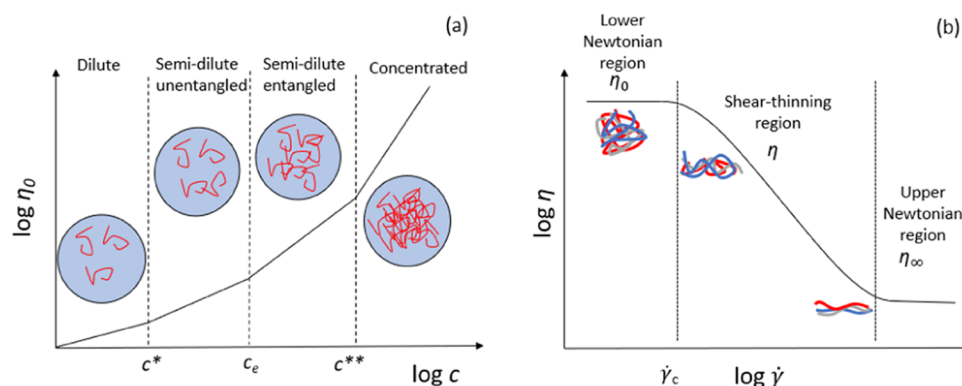 (a)
Dilute
Semi-dilute
unentangled
Semi-dilute
entangled
Concentrated
log η0
c*
ce
c**
log c
(b)
Lower
Newtonian
region
η0
Shear-thinning
region
η
Upper
Newtonian
region
η∞
log η
γ̇c
log γ̇